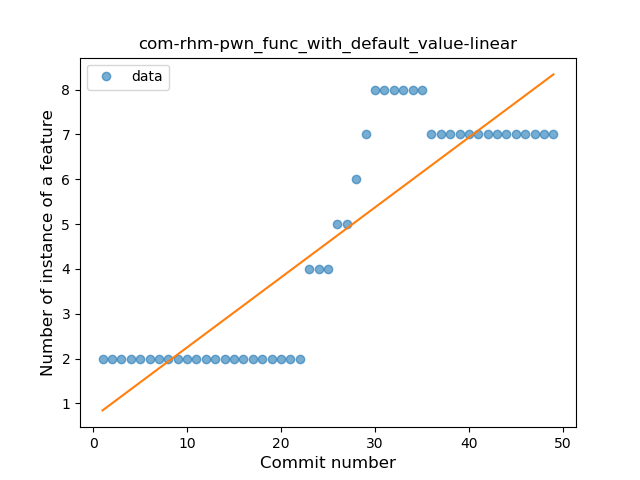 com-rhm-pwn_func_with_default_value-linear
data
Number of instance of a feature
8
7
6
5
4
3
2
1
0 10 20 30 40 50
Commit number